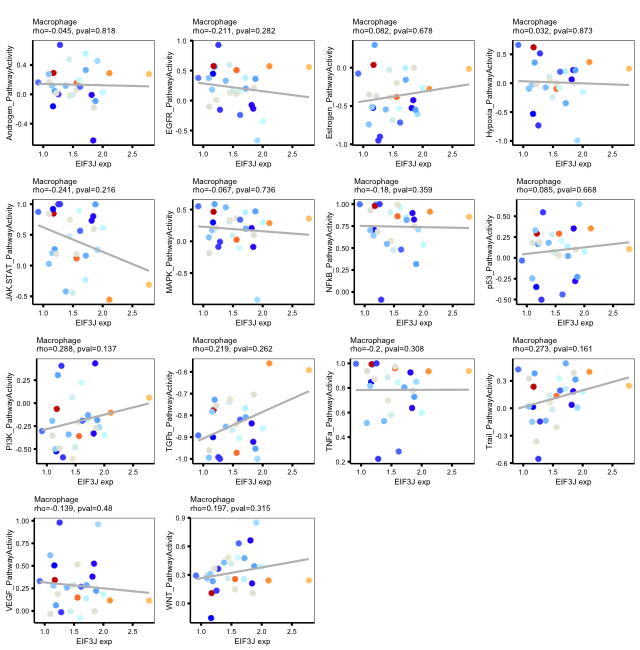 Macrophage
rho=-0.045, pval=0.818
Androgen_PathwayActivity
0.4
0.0
-0.4
1.0 1.5 2.0 2.5
EIF3J exp
Macrophage
rho=-0.211, pval=0.282
EGFR_PathwayActivity
1.0
0.5
0.0
-0.5
1.0 1.5 2.0 2.5
EIF3J exp
Macrophage
rho=0.082, pval=0.678
Estrogen_PathwayActivity
0.0
-0.5
-1.0
1.0 1.5 2.0 2.5
EIF3J exp
Macrophage
rho=0.032, pval=0.873
Hypoxia_PathwayActivity
0.5
0.0
-0.5
-1.0
1.0 1.5 2.0 2.5
EIF3J exp
Macrophage
rho=-0.241, pval=0.216
JAK.STAT_PathwayActivity
1.0
0.5
0.0
-0.5
1.0 1.5 2.0 2.5
EIF3J exp
Macrophage
rho=-0.067, pval=0.736
MAPK_PathwayActivity
0.5
0.0
-0.5
1.0 1.5 2.0 2.5
EIF3J exp
Macrophage
rho=-0.18, pval=0.359
NFkB_PathwayActivity
1.00
0.75
0.50
0.25
0.00
1.0 1.5 2.0 2.5
EIF3J exp
Macrophage
rho=0.085, pval=0.668
p53_PathwayActivity
0.50
0.25
0.00
-0.25
-0.50
1.0 1.5 2.0 2.5
EIF3J exp
Macrophage
rho=0.288, pval=0.137
PI3K_PathwayActivity
0.25
0.00
-0.25
-0.50
1.0 1.5 2.0 2.5
EIF3J exp
Macrophage
rho=0.219, pval=0.262
TGFb_PathwayActivity
-0.6
-0.7
-0.8
-0.9
-1.0
1.0 1.5 2.0 2.5
EIF3J exp
Macrophage
rho=-0.2, pval=0.308
TNFa_PathwayActivity
1.0
0.8
0.6
0.4
0.2
1.0 1.5 2.0 2.5
EIF3J exp
Macrophage
rho=0.273, pval=0.161
Trail_PathwayActivity
0.3
0.0
-0.3
-0.6
1.0 1.5 2.0 2.5
EIF3J exp
Macrophage
rho=-0.139, pval=0.48
VEGF_PathwayActivity
1.00
0.75
0.50
0.25
0.00
1.0 1.5 2.0 2.5
EIF3J exp
Macrophage
rho=0.197, pval=0.315
WNT_PathwayActivity
0.9
0.6
0.3
0.0
1.0 1.5 2.0 2.5
EIF3J exp